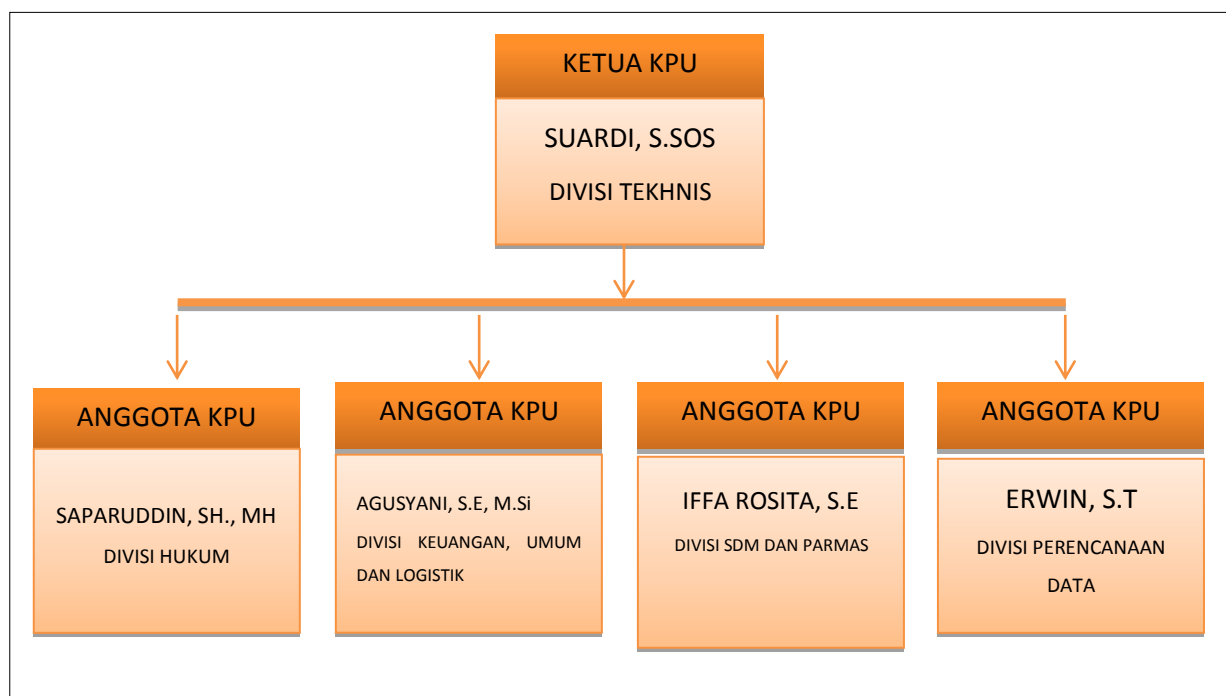 KETUA KPU
SUARDI, S.SOS
DIVISI TEKHNIS
ANGGOTA KPU
SAPARUDDIN, SH., MH
DIVISI HUKUM
ANGGOTA KPU
AGUSYANI, S.E, M.Si
DIVISI KEUANGAN, UMUM
DAN LOGISTIK
ANGGOTA KPU
IFFA ROSITA, S.E
DIVISI SDM DAN PARMAS
ANGGOTA KPU
ERWIN, S.T
DIVISI PERENCANAAN
DATA